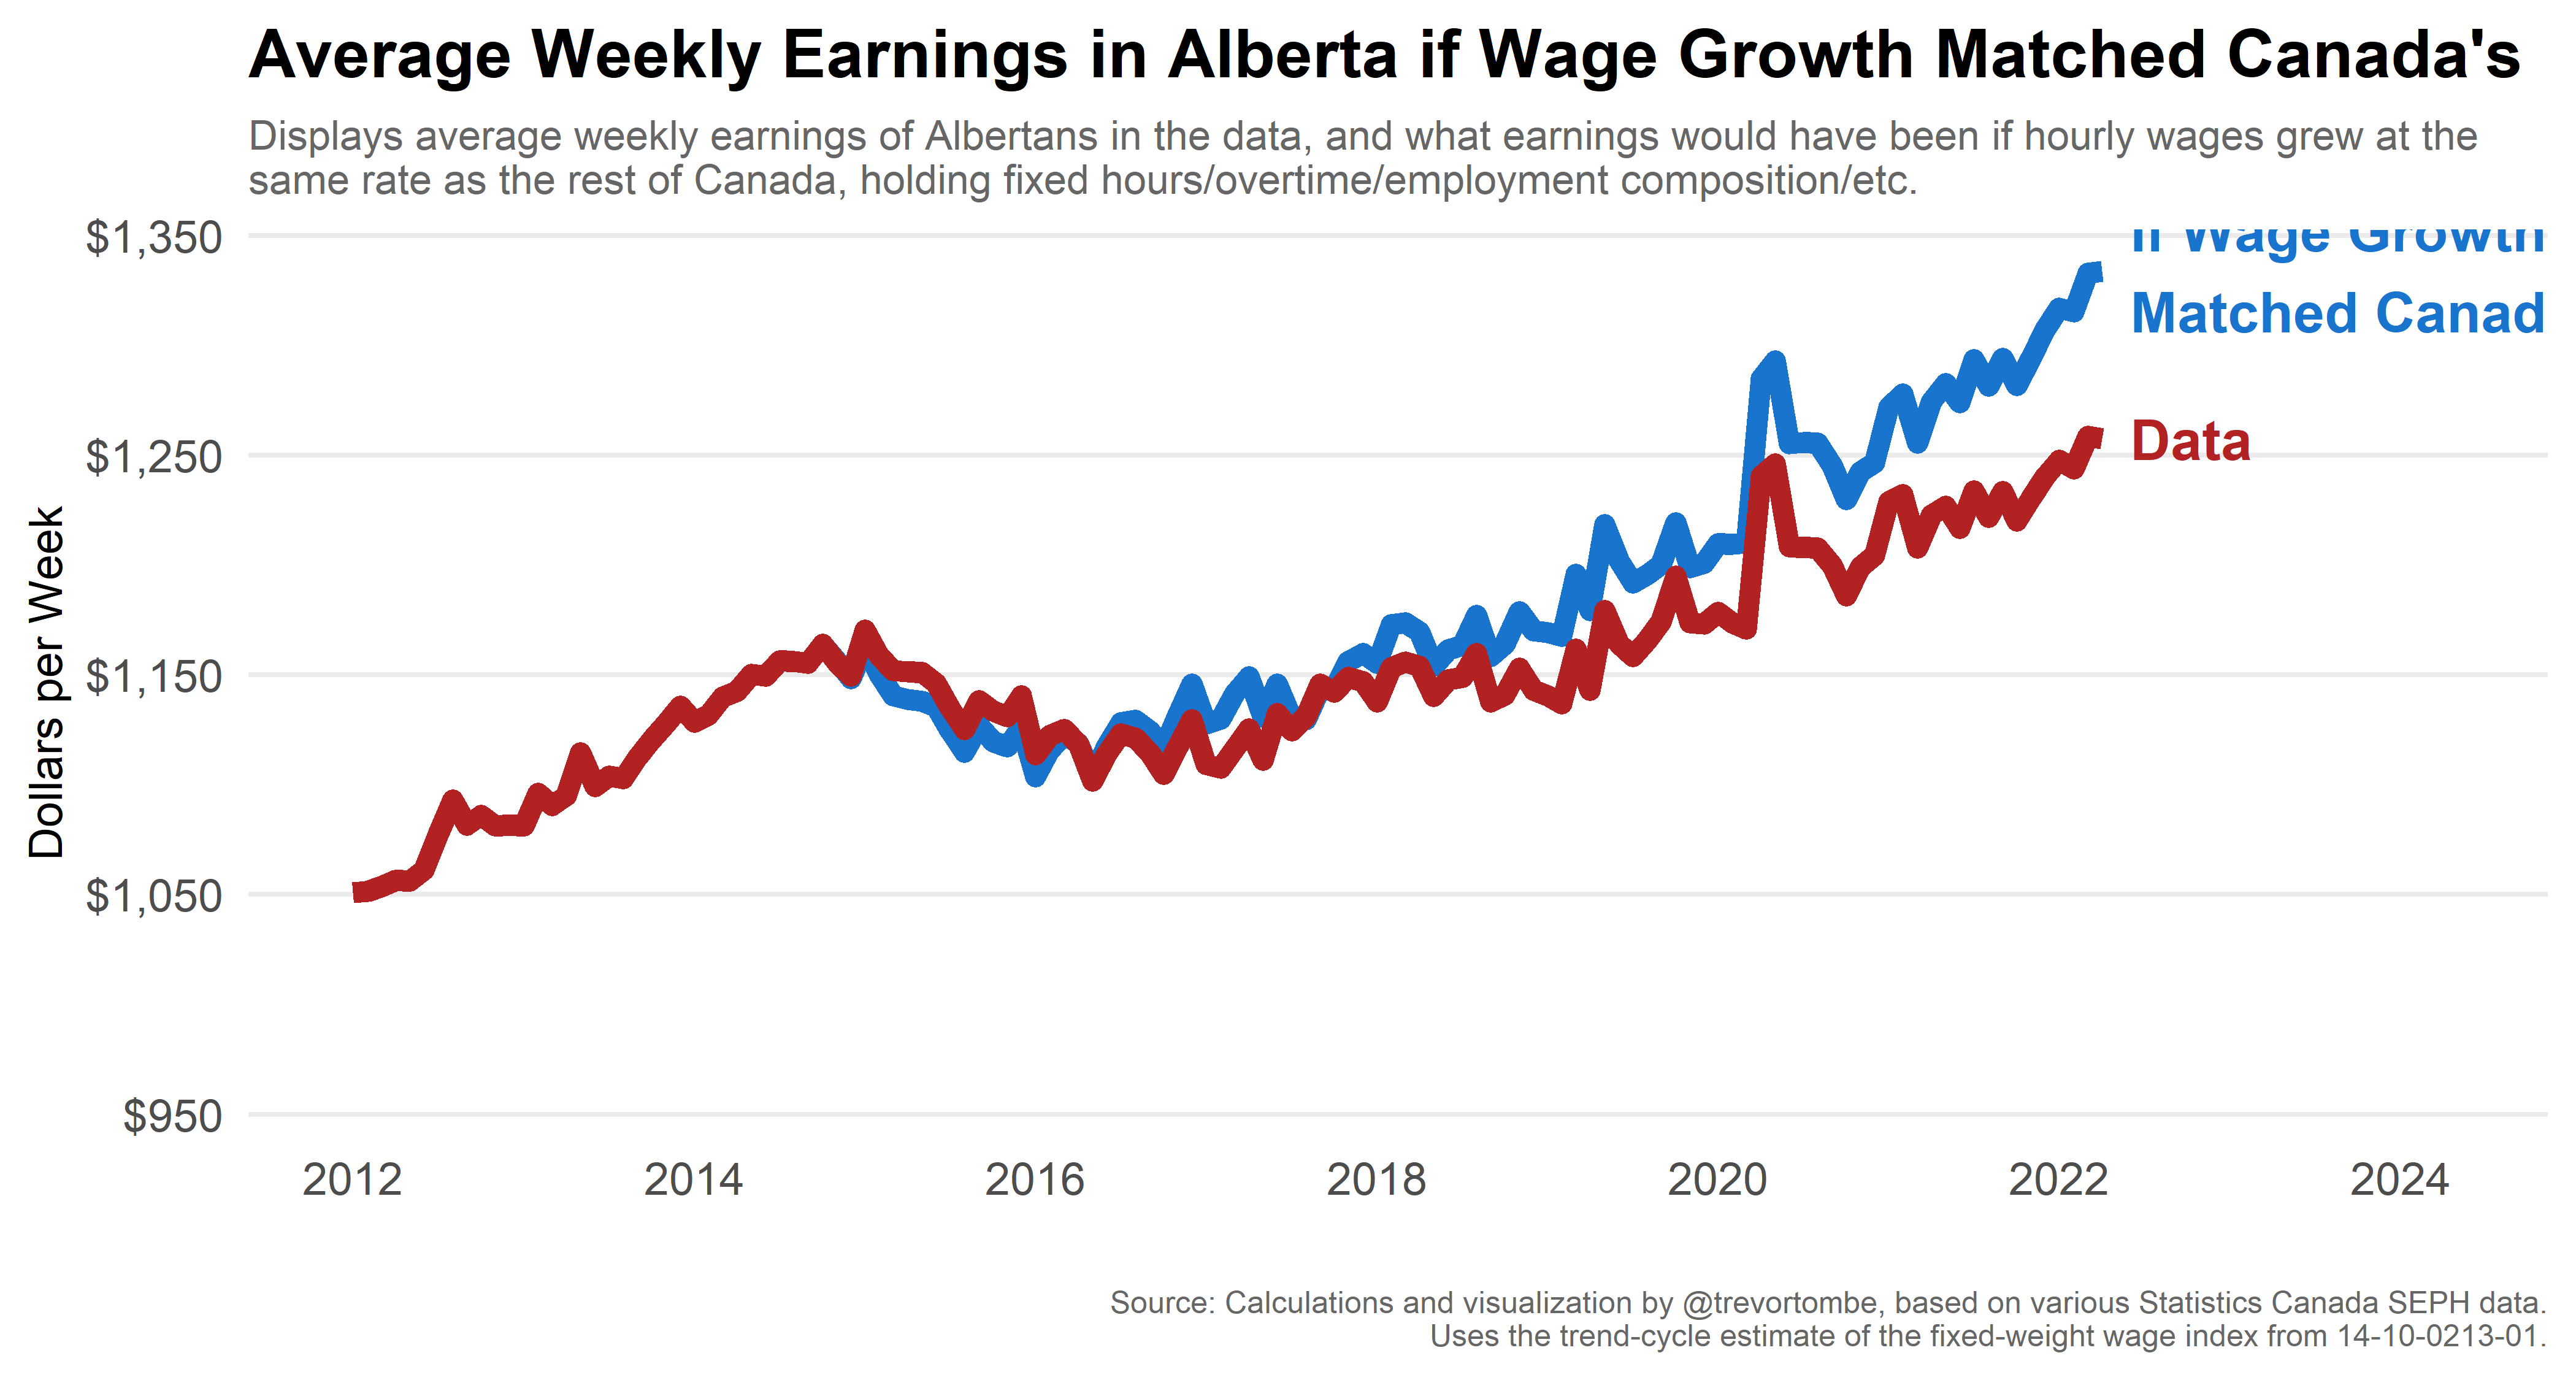 Average Weekly Earnings in Alberta if Wage Growth Matched Canada's
Displays average weekly earnings of Albertans in the data, and what earnings would have been if hourly wages grew at the
same rate as the rest of Canada, holding fixed hours/overtime/employment composition/etc.
$1,350
If Wage Growth
Matched Canad
$1,250
Data
Dollars per Week
$1,150
$1,050
$950
2012 2014 2016 2018 2020 2022 2024
Source: Calculations and visualization by @trevortombe, based on various Statistics Canada SEPH data.
Uses the trend-cycle estimate of the fixed-weight wage index from 14-10-0213-01.